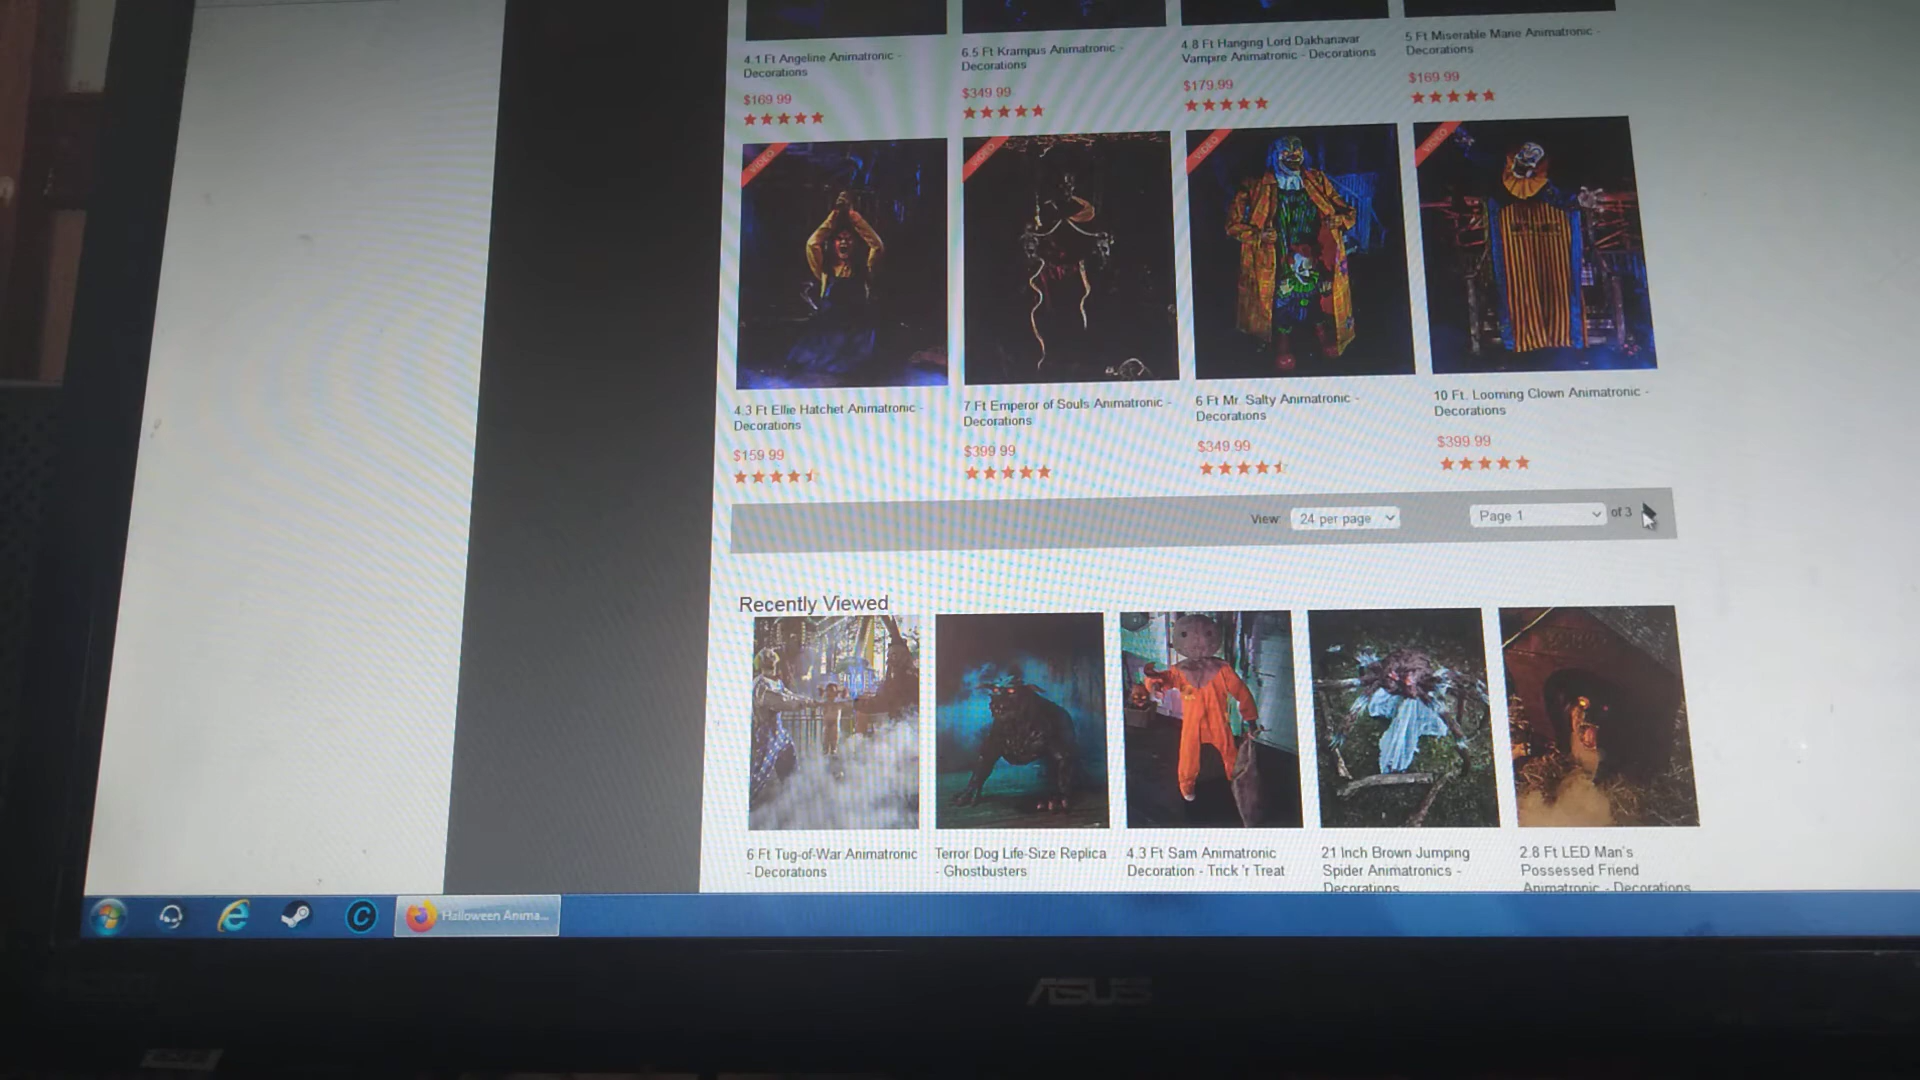 4.1 Ft Angeline Animatronic -
Decorations
$169.99
6.5 Ft Krampus Animatronic -
Decorations
$349.99
4.8 Ft Hanging Lord Dakhanavar
Vampire Animatronic - Decorations
$179.99
5 Ft Miserable Marie Animatronic -
Decorations
$169.99
VIDEO
VIDEO
VIDEO
VIDEO
4.3 Ft Ellie Hatchet Animatronic -
Decorations
$159.99
7 Ft Emperor of Souls Animatronic -
Decorations
$399.99
6 Ft Mr. Salty Animatronic -
Decorations
$349.99
10 Ft. Looming Clown Animatronic -
Decorations
$399.99
View: 24 per page Page 1 of 3
Recently Viewed
6 Ft Tug-of-War Animatronic
- Decorations
Terror Dog Life-Size Replica
- Ghostbusters
4.3 Ft Sam Animatronic
Decoration - Trick 'r Treat
21 Inch Brown Jumping
Spider Animatronics -
Decorations
2.8 Ft LED Man's
Possessed Friend
Animatronic - Decorations
Halloween Anima...
ASUS